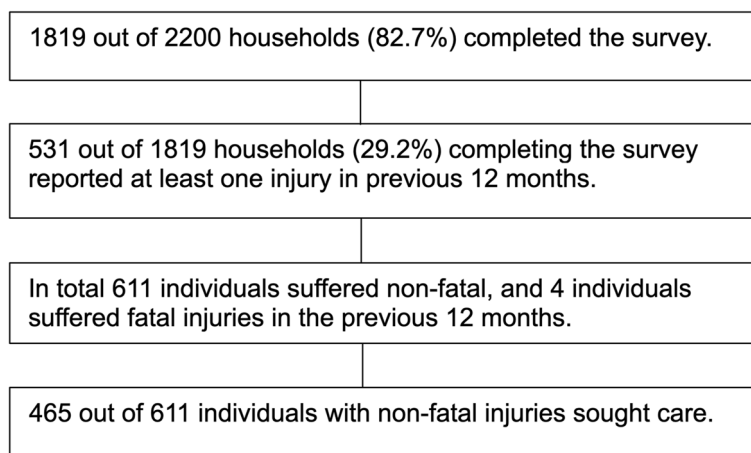 1819 out of 2200 households (82.7%) completed the survey.
531 out of 1819 households (29.2%) completing the survey
reported at least one injury in previous 12 months.
In total 611 individuals suffered non-fatal, and 4 individuals
suffered fatal injuries in the previous 12 months.
465 out of 611 individuals with non-fatal injuries sought care.